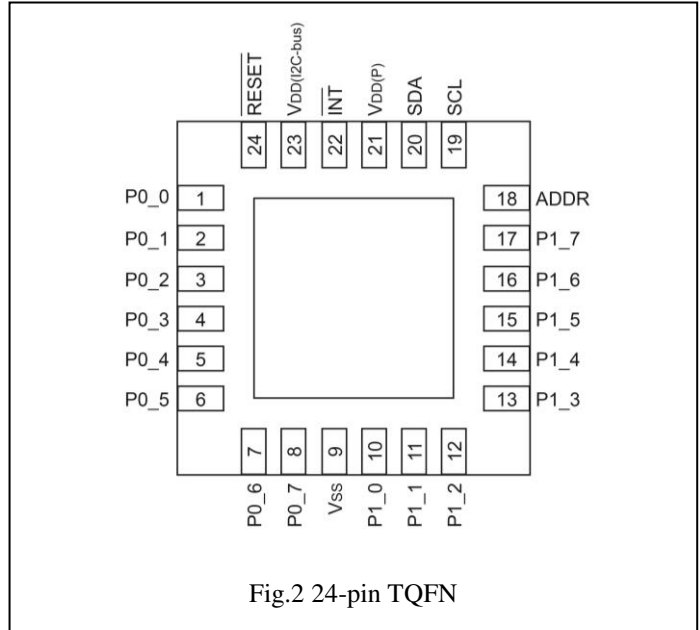 RESET
VDD(I2C-bus)
INT
VDD(P)
SDA
SCL
24 23 22 21 20 19
P0_0 1 18 ADDR
P0_1 2 17 P1_7
P0_2 3 16 P1_6
P0_3 4 15 P1_5
P0_4 5 14 P1_4
P0_5 6 13 P1_3
7 8 9 10 11 12
P0_6
P0_7
Vss
P1_0
P1_1
P1_2
Fig.2 24-pin TQFN